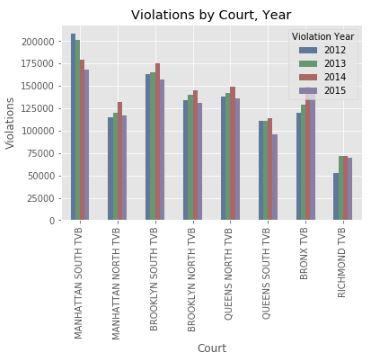 Violations by Court, Year
Violation Year
2012
2013
2014
2015
Violations
200000
175000
150000
125000
100000
75000
50000
25000
0
MANHATTAN SOUTH TVB
MANHATTAN NORTH TVB
BROOKLYN SOUTH TVB
BROOKLYN NORTH TVB
QUEENS NORTH TVB
QUEENS SOUTH TVB
BRONX TVB
RICHMOND TVB
Court